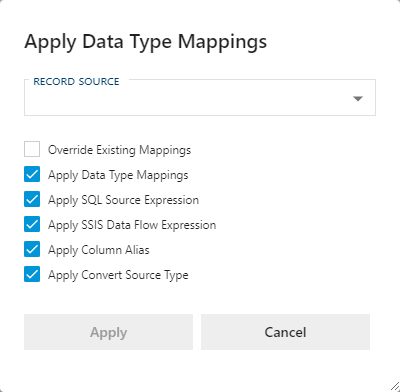 Apply Data Type Mappings
RECORD SOURCE
Override Existing Mappings
Apply Data Type Mappings
Apply SQL Source Expression
Apply SSIS Data Flow Expression
Apply Column Alias
Apply Convert Source Type
Apply
Cancel